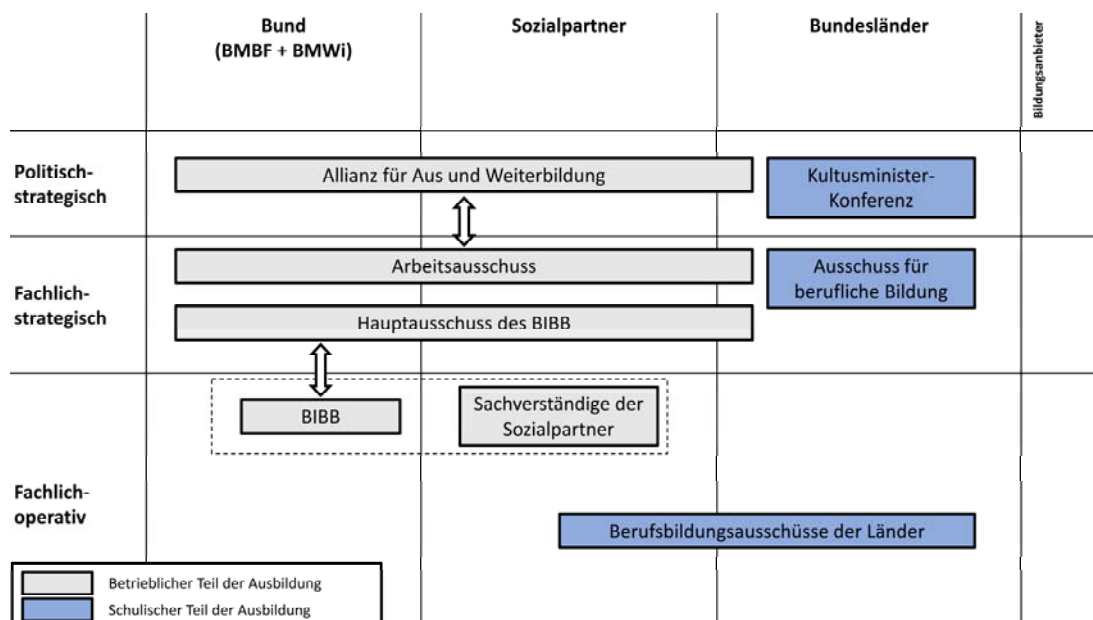 Bund
(BMBF + BMWi)
Sozialpartner
Bundesländer
Bildungsanbieter
Politisch-
strategisch
Allianz für Aus und Weiterbildung
Kultusminister-
Konferenz
Fachlich-
strategisch
Arbeitsausschuss
Ausschuss für
berufliche Bildung
Hauptausschuss des BIBB
BIBB
Sachverständige der
Sozialpartner
Fachlich-
operativ
Berufsbildungsausschüsse der Länder
Betrieblicher Teil der Ausbildung
Schulischer Teil der Ausbildung